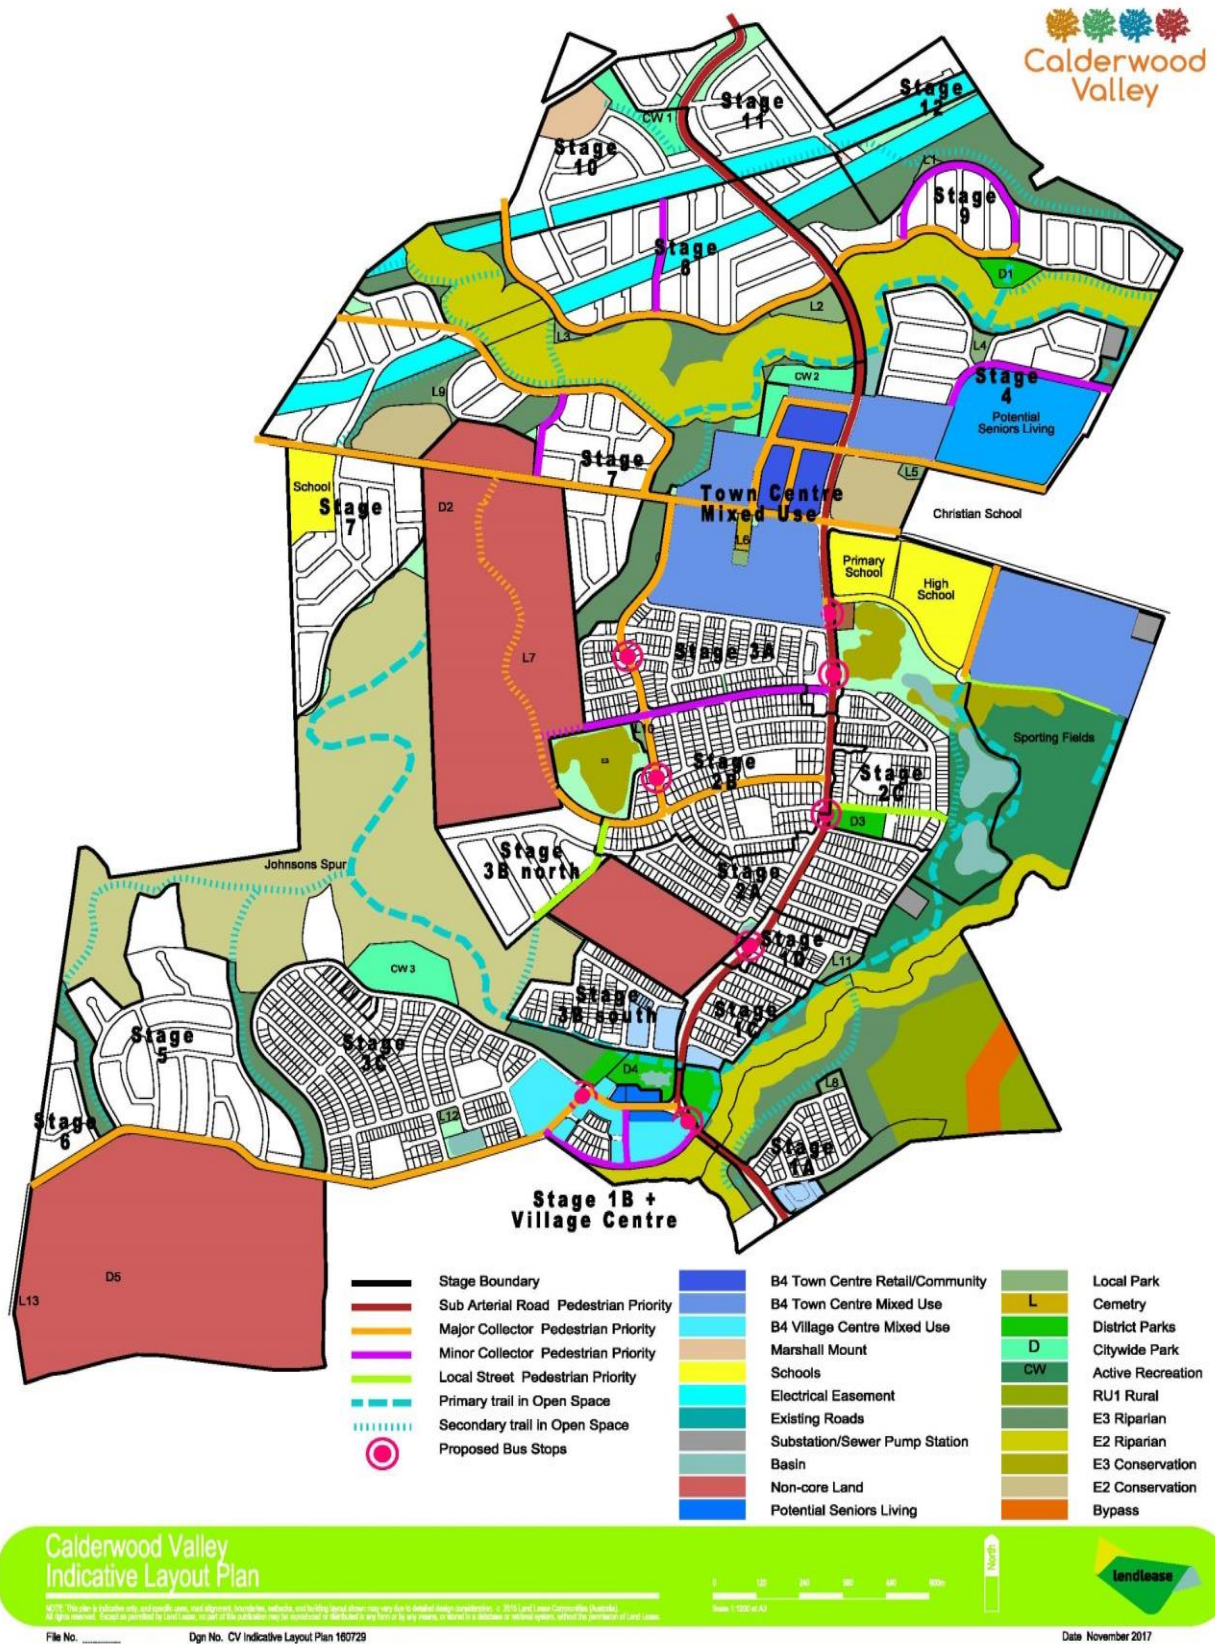 Calderwood
Valley
Stage
12
Stage
11
CW 1
Stage
10
L1
Stage
9
Stage
8
D1
L2
L3
L4
CW 2
Stage
4
L9
Potential
Seniors Living
Stage
7
L5
School
Stage
7
D2
Town Centre
Mixed Use
Christian School
L6
Primary
School
High
School
L7
Stage 3A
L10
Sporting Fields
Stage
2B
Stage
2C
D3
Stage
3B north
Johnsons Spur
Stage
2A
Stage
1D
L11
CW 3
Stage
3B south
Stage
1C
Stage
5
Stage
3C
D4
L8
L12
Stage
6
Stage
1A
Stage 1B +
Village Centre
D5
L13
Stage Boundary
Sub Arterial Road Pedestrian Priority
Major Collector Pedestrian Priority
Minor Collector Pedestrian Priority
Local Street Pedestrian Priority
Primary trail in Open Space
Secondary trail in Open Space
Proposed Bus Stops
B4 Town Centre Retail/Community
B4 Town Centre Mixed Use
B4 Village Centre Mixed Use
Marshall Mount
Schools
Electrical Easement
Existing Roads
Substation/Sewer Pump Station
Basin
Non-core Land
Potential Seniors Living
Local Park
L Cemetry
District Parks
D Citywide Park
CW Active Recreation
RU1 Rural
E3 Riparian
E2 Riparian
E3 Conservation
E2 Conservation
Bypass
Calderwood Valley
Indicative Layout Plan
North
lendlease
File No.
Dgn No. CV Indicative Layout Plan 160729
Date November 2017